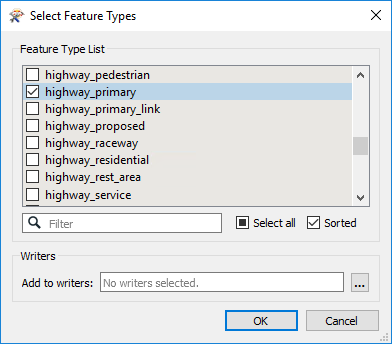 Select Feature Types
Feature Type List
highway_pedestrian
highway_primary
highway_primary_link
highway_proposed
highway_raceway
highway_residential
highway_rest_area
highway_service
Filter
Select all
Sorted
Writers
Add to writers: No writers selected. ...
OK
Cancel